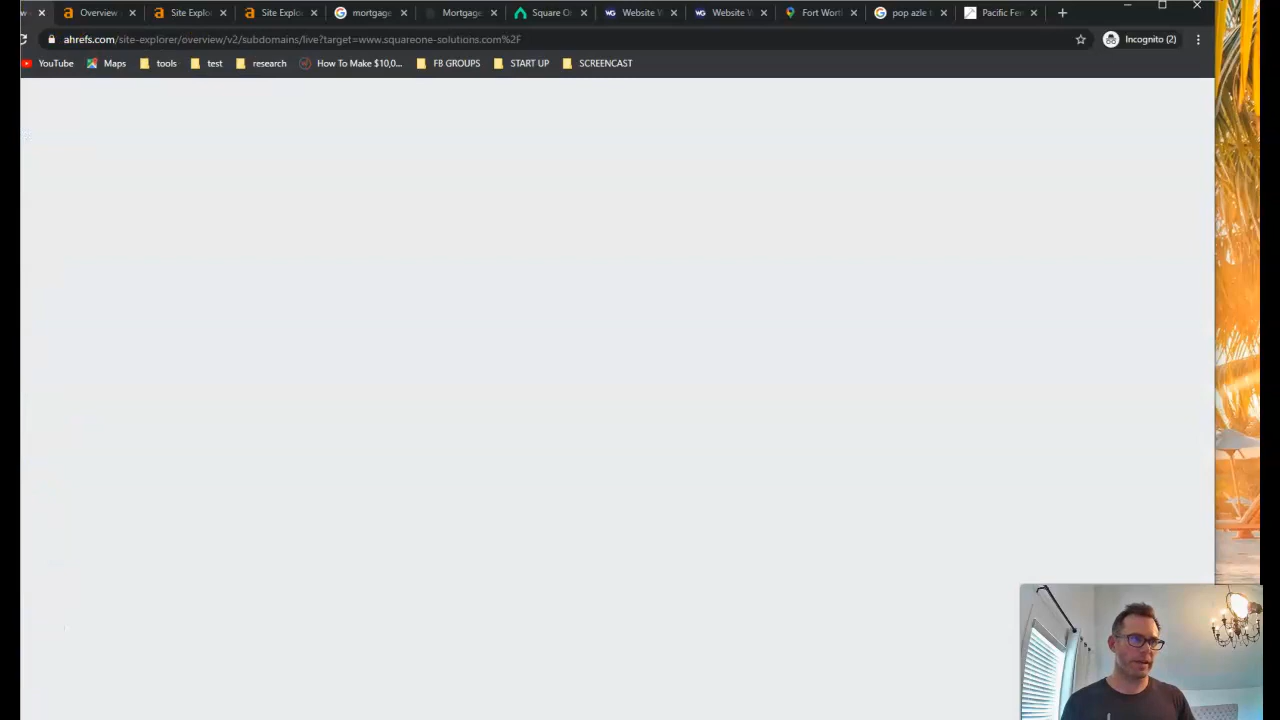 Overview
Site Explo
Site Explo
mortgage
Mortgage
Square O
Website W
Website W
Fort Worth
pop azle t
Pacific Fen
ahrefs.com/site-explorer/overview/v2/subdomains/live?target=www.squareone-solutions.com%2F
Incognito (2)
YouTube
Maps
tools
test
research
How To Make $10,0...
FB GROUPS
START UP
SCREENCAST